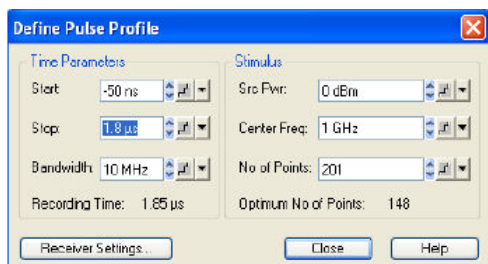 Define Pulse Profile
Time Parameters
Start: -50 ns
Stop: 1.8 µs
Bandwidth: 10 MHz
Recording Time: 1.85 µs
Stimulus
Src Pwr: 0 dBm
Center Freq: 1 GHz
No of Points: 201
Optimum No of Points: 148
Receiver Settings...
Close
Help